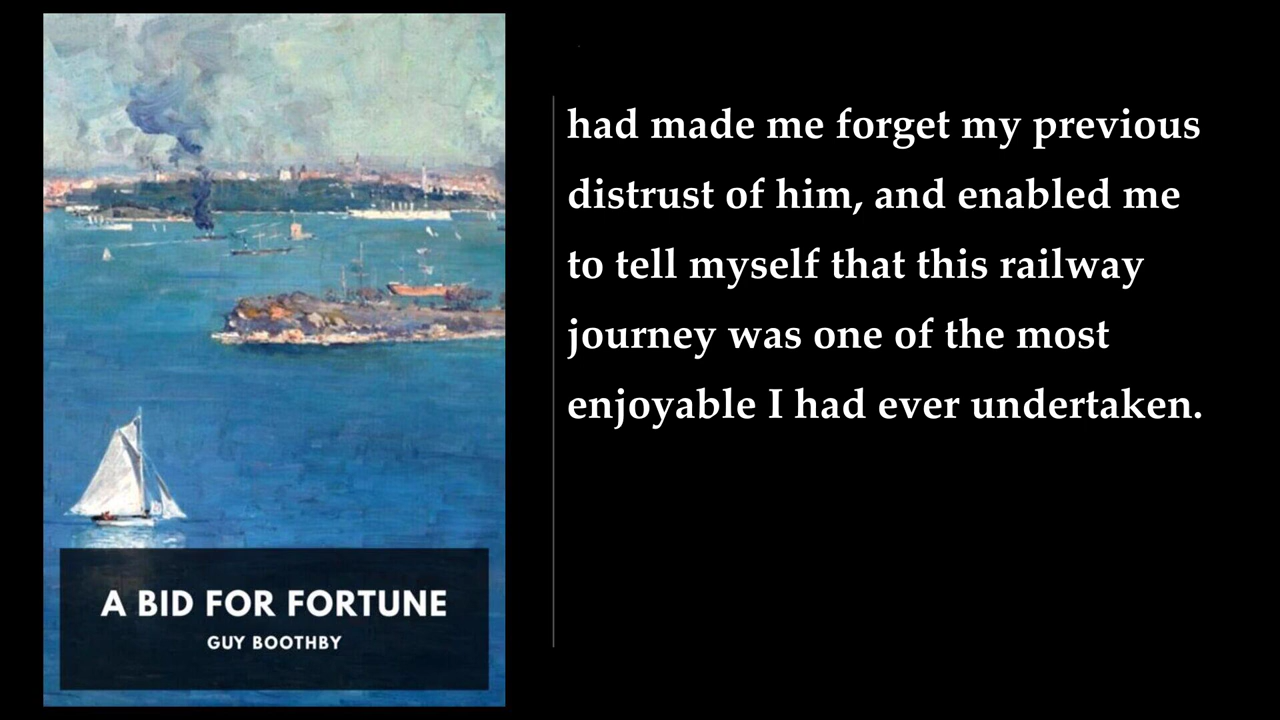 A BID FOR FORTUNE
GUY BOOTHBY
had made me forget my previous
distrust of him, and enabled me
to tell myself that this railway
journey was one of the most
enjoyable I had ever undertaken.